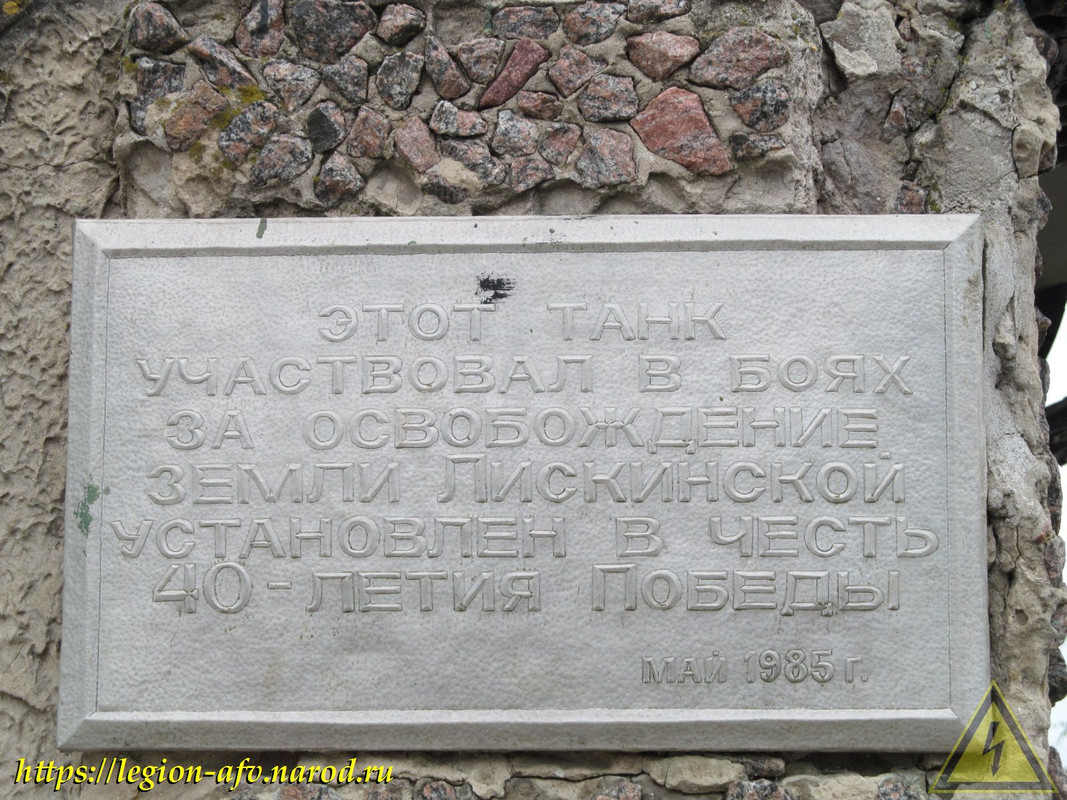 ЭТОТ ТАНК
УЧАСТВОВАЛ В БОЯХ
ЗА ОСВОБОЖДЕНИЕ
ЗЕМЛИ ЛИСКИНСКОЙ
УСТАНОВЛЕН В ЧЕСТЬ
40-ЛЕТИЯ ПОБЕДЫ
МАЙ 1985 Г.
https://legion-afv.narod.ru